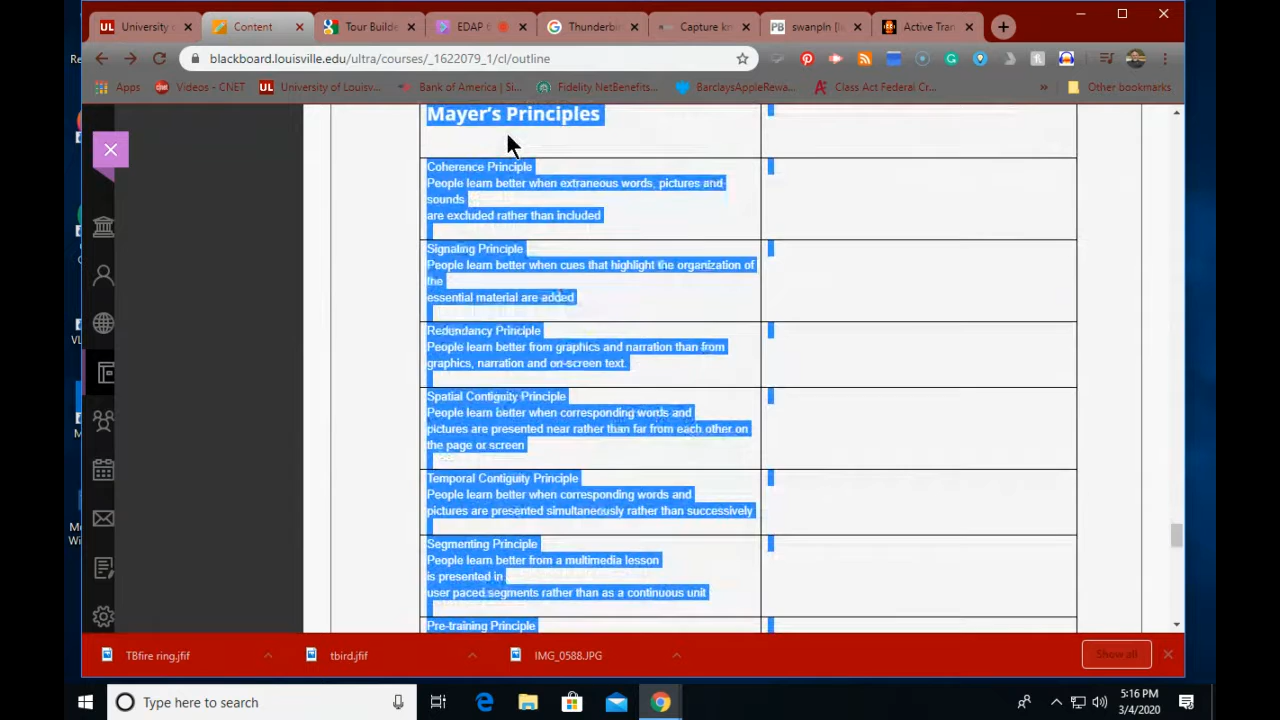 University o
Content
Tour Builde
EDAP 6
Thunderbir
Capture kn
swanpln [le
Active Tran
blackboard.louisville.edu/ultra/courses/_1622079_1/cl/outline
Apps
Videos - CNET
University of Louisv...
Bank of America | Si...
Fidelity NetBenefits...
BarclaysAppleRewa...
Class Act Federal Cr...
»
Other bookmarks
Mayer's Principles
Coherence Principle
People learn better when extraneous words, pictures and
sounds
are excluded rather than included
Signaling Principle
People learn better when cues that highlight the organization of
the
essential material are added
Redundancy Principle
People learn better from graphics and narration than from
graphics, narration and on-screen text.
Spatial Contiguity Principle
People learn better when corresponding words and
pictures are presented near rather than far from each other on
the page or screen
Temporal Contiguity Principle
People learn better when corresponding words and
pictures are presented simultaneously rather than successively
Segmenting Principle
People learn better from a multimedia lesson
is presented in
user paced segments rather than as a continuous unit
Pre-training Principle
TBfire ring.jfif
tbird.jfif
IMG_0588.JPG
Show all
Type here to search
5:16 PM
3/4/2020